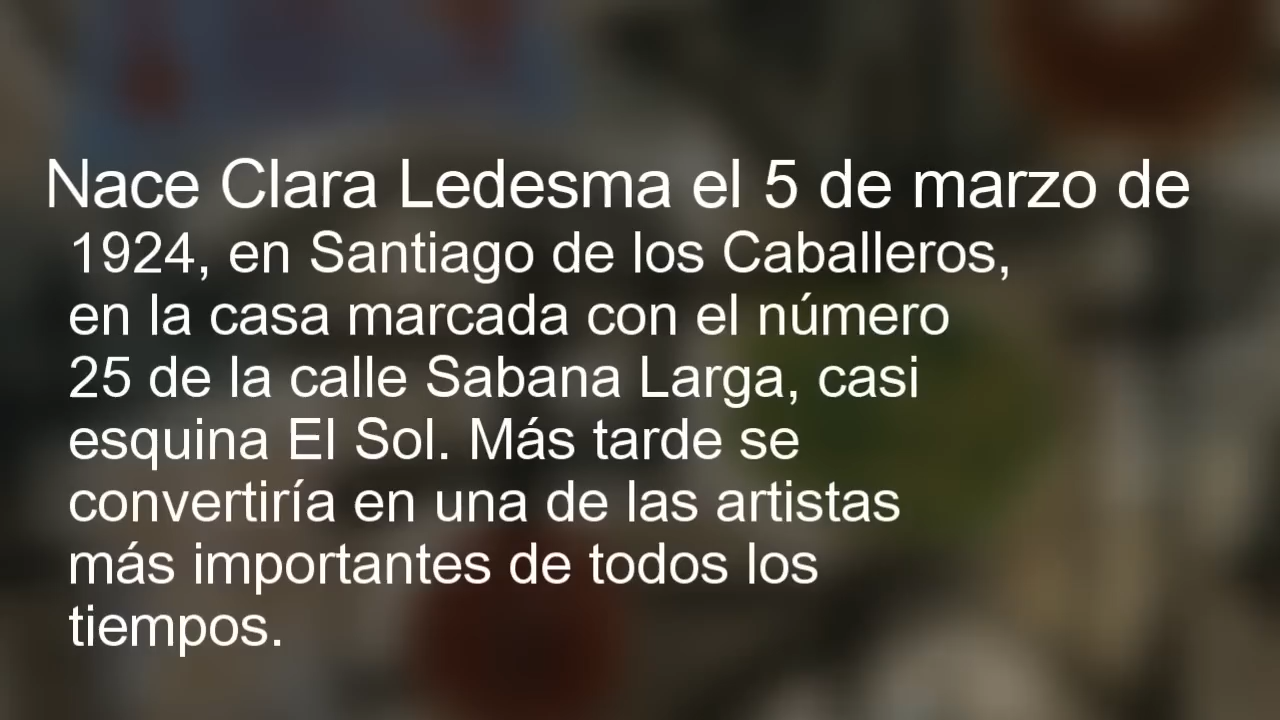 Nace Clara Ledesma el 5 de marzo de
1924, en Santiago de los Caballeros,
en la casa marcada con el número
25 de la calle Sabana Larga, casi
esquina El Sol. Más tarde se
convertiría en una de las artistas
más importantes de todos los
tiempos.